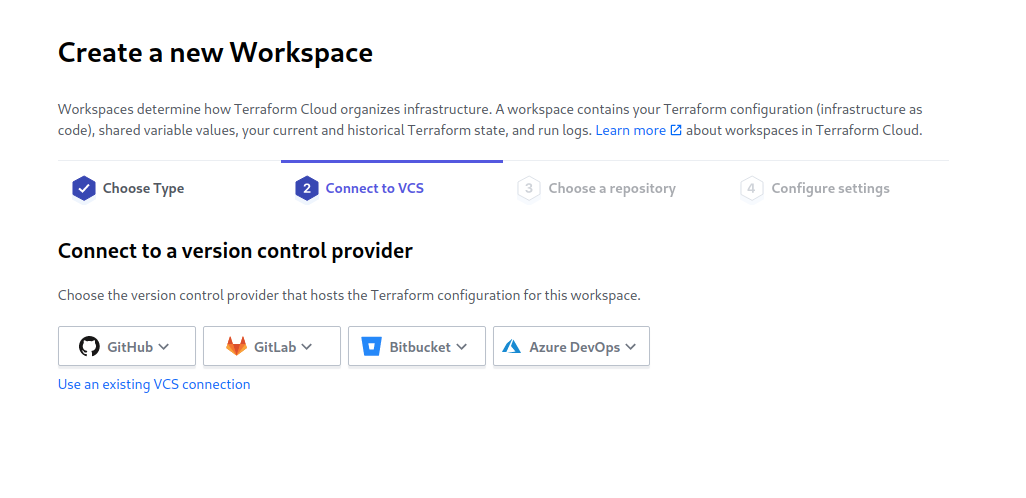 Create a new Workspace
Workspaces determine how Terraform Cloud organizes infrastructure. A workspace contains your Terraform configuration (infrastructure as
code), shared variable values, your current and historical Terraform state, and run logs. Learn more about workspaces in Terraform Cloud.
Choose Type
2 Connect to VCS
3 Choose a repository
4 Configure settings
Connect to a version control provider
Choose the version control provider that hosts the Terraform configuration for this workspace.
GitHub
GitLab
Bitbucket
Azure DevOps
Use an existing VCS connection